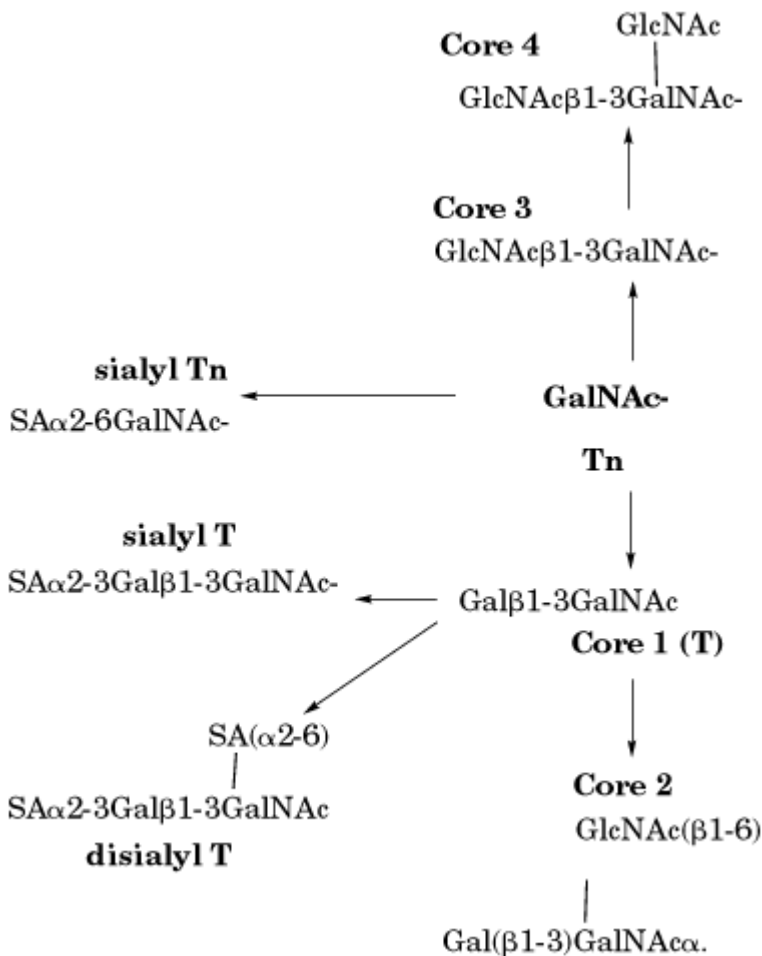 GlcNAc
Core 4
GlcNAcβ1-3GalNAc-
Core 3
GlcNAcβ1-3GalNAc-
sialyl Tn
GalNAc-
SAα2-6GalNAc-
Tn
sialyl T
SAα2-3Galβ1-3GalNAc-
Galβ1-3GalNAc
Core 1 (T)
SA(α2-6)
Core 2
SAα2-3Galβ1-3GalNAc
GlcNAc(β1-6)
disialyl T
Gal(β1-3)GalNAcα.